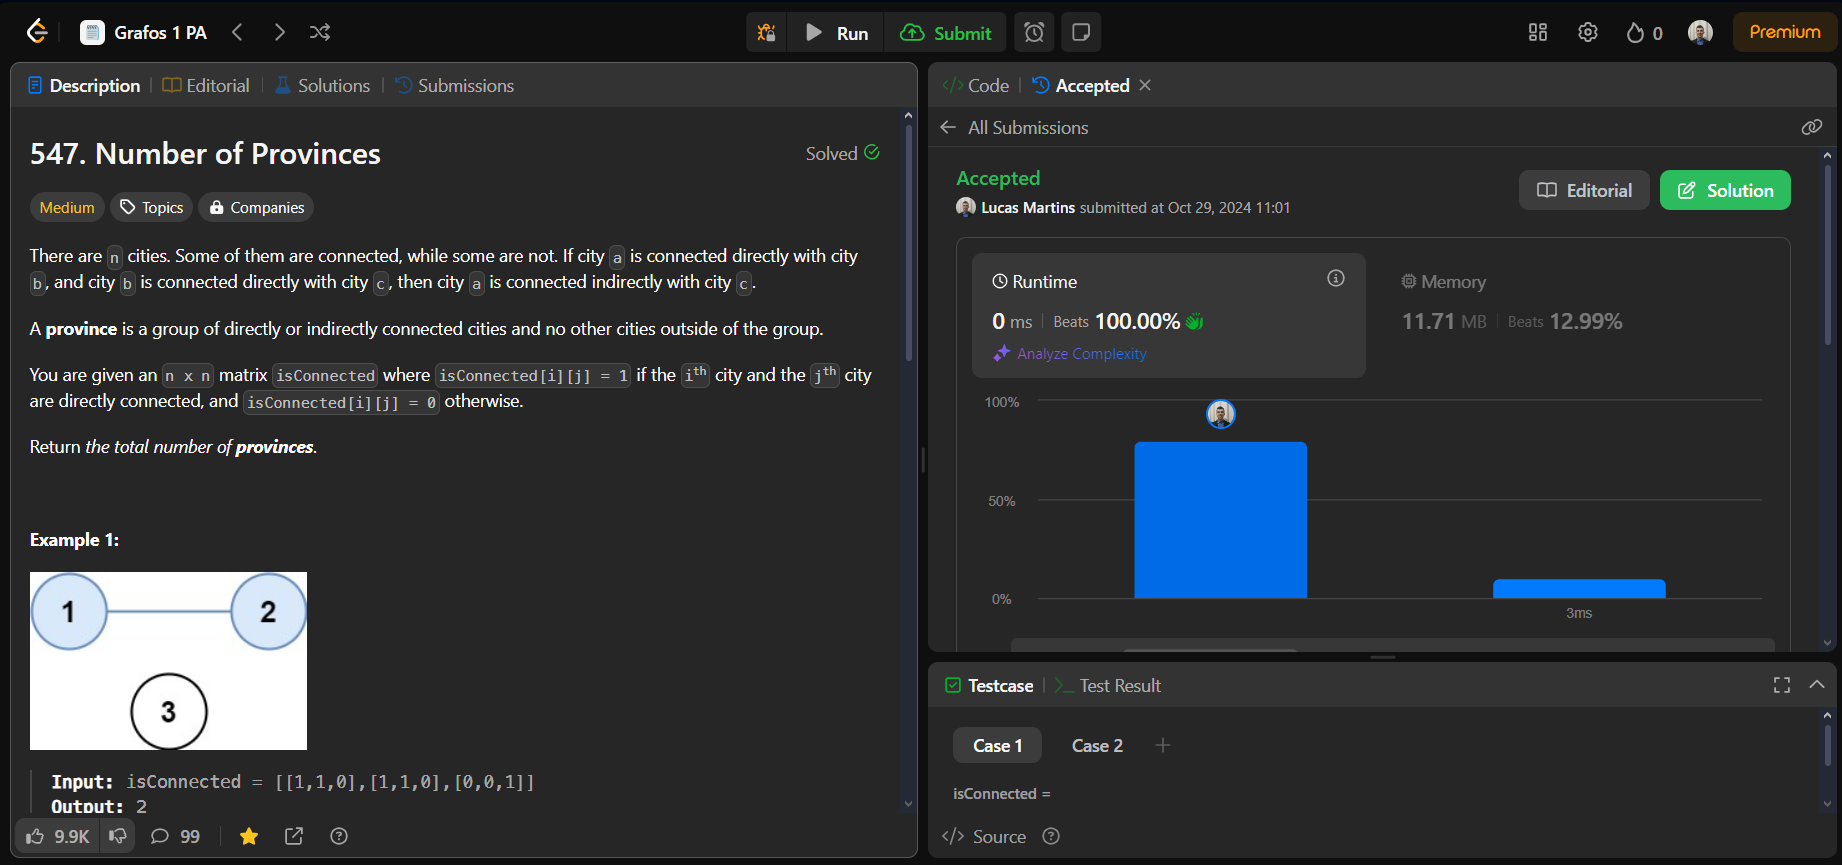 Grafos 1 PA
Run
Submit
0
Premium
Description
Editorial
Solutions
Submissions
547. Number of Provinces
Solved
Medium
Topics
Companies
There are n cities. Some of them are connected, while some are not. If city a is connected directly with city
b, and city b is connected directly with city c, then city a is connected indirectly with city c.
A province is a group of directly or indirectly connected cities and no other cities outside of the group.
You are given an n x n matrix isConnected where isConnected[i][j] = 1 if the ith city and the jth city
are directly connected, and isConnected[i][j] = 0 otherwise.
Return the total number of provinces.
Example 1:
1
2
3
Input: isConnected = [[1,1,0],[1,1,0],[0,0,1]]
Output: 2
9.9K
99
Code
Accepted
All Submissions
Accepted
Lucas Martins submitted at Oct 29, 2024 11:01
Editorial
Solution
Runtime
0 ms
Beats 100.00%
Analyze Complexity
Memory
11.71 MB
Beats 12.99%
100%
50%
0%
3ms
Testcase
>_ Test Result
Case 1
Case 2
isConnected =
</> Source